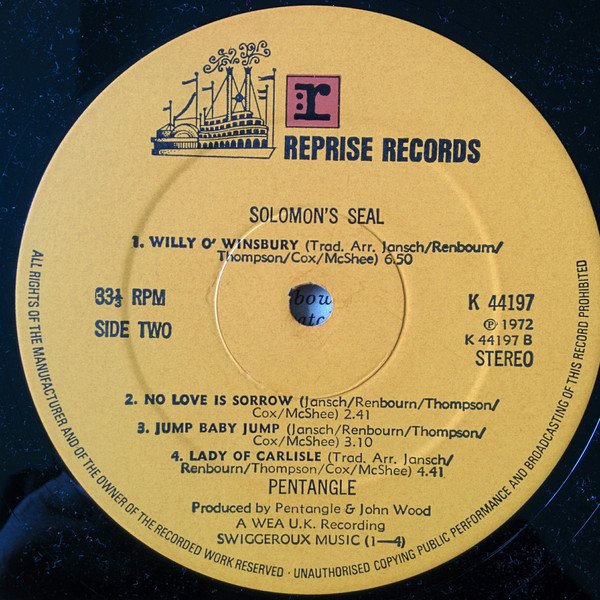 r
REPRISE RECORDS
SOLOMON'S SEAL
1. WILLY O' WINSBURY (Trad. Arr. Jansch/Renbourn/
Thompson/Cox/McShee) 6.50
33⅓ RPM
SIDE TWO
K 44197
℗ 1972
K 44197 B
STEREO
2. NO LOVE IS SORROW (Jansch/Renbourn/Thompson/
Cox/McShee) 2.41
3. JUMP BABY JUMP (Jansch/Renbourn/Thompson/
Cox/McShee) 3.10
4. LADY OF CARLISLE (Trad. Arr. Jansch/
Renbourn/Thompson/Cox/McShee) 4.41
PENTANGLE
Produced by Pentangle & John Wood
A WEA U.K. Recording
SWIGGEROUX MUSIC (1—4)
ALL RIGHTS OF THE MANUFACTURER AND OF THE OWNER OF THE RECORDED WORK RESERVED · UNAUTHORISED COPYING PUBLIC PERFORMANCE AND BROADCASTING OF THIS RECORD PROHIBITED